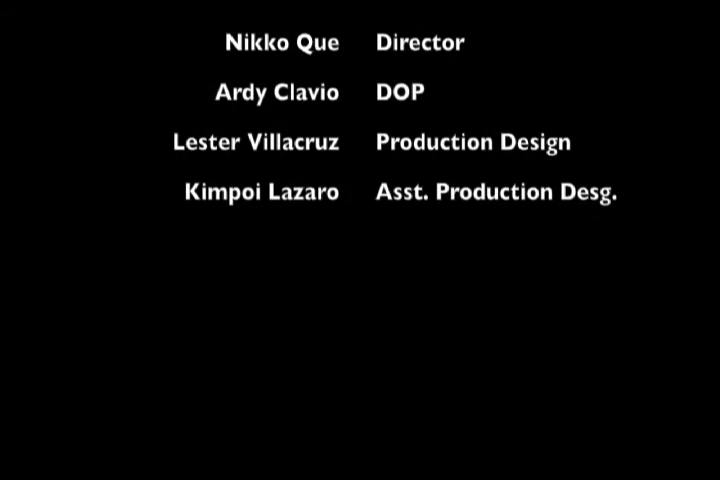 Nikko Que Director
Ardy Clavio DOP
Lester Villacruz Production Design
Kimpoi Lazaro Asst. Production Desg.